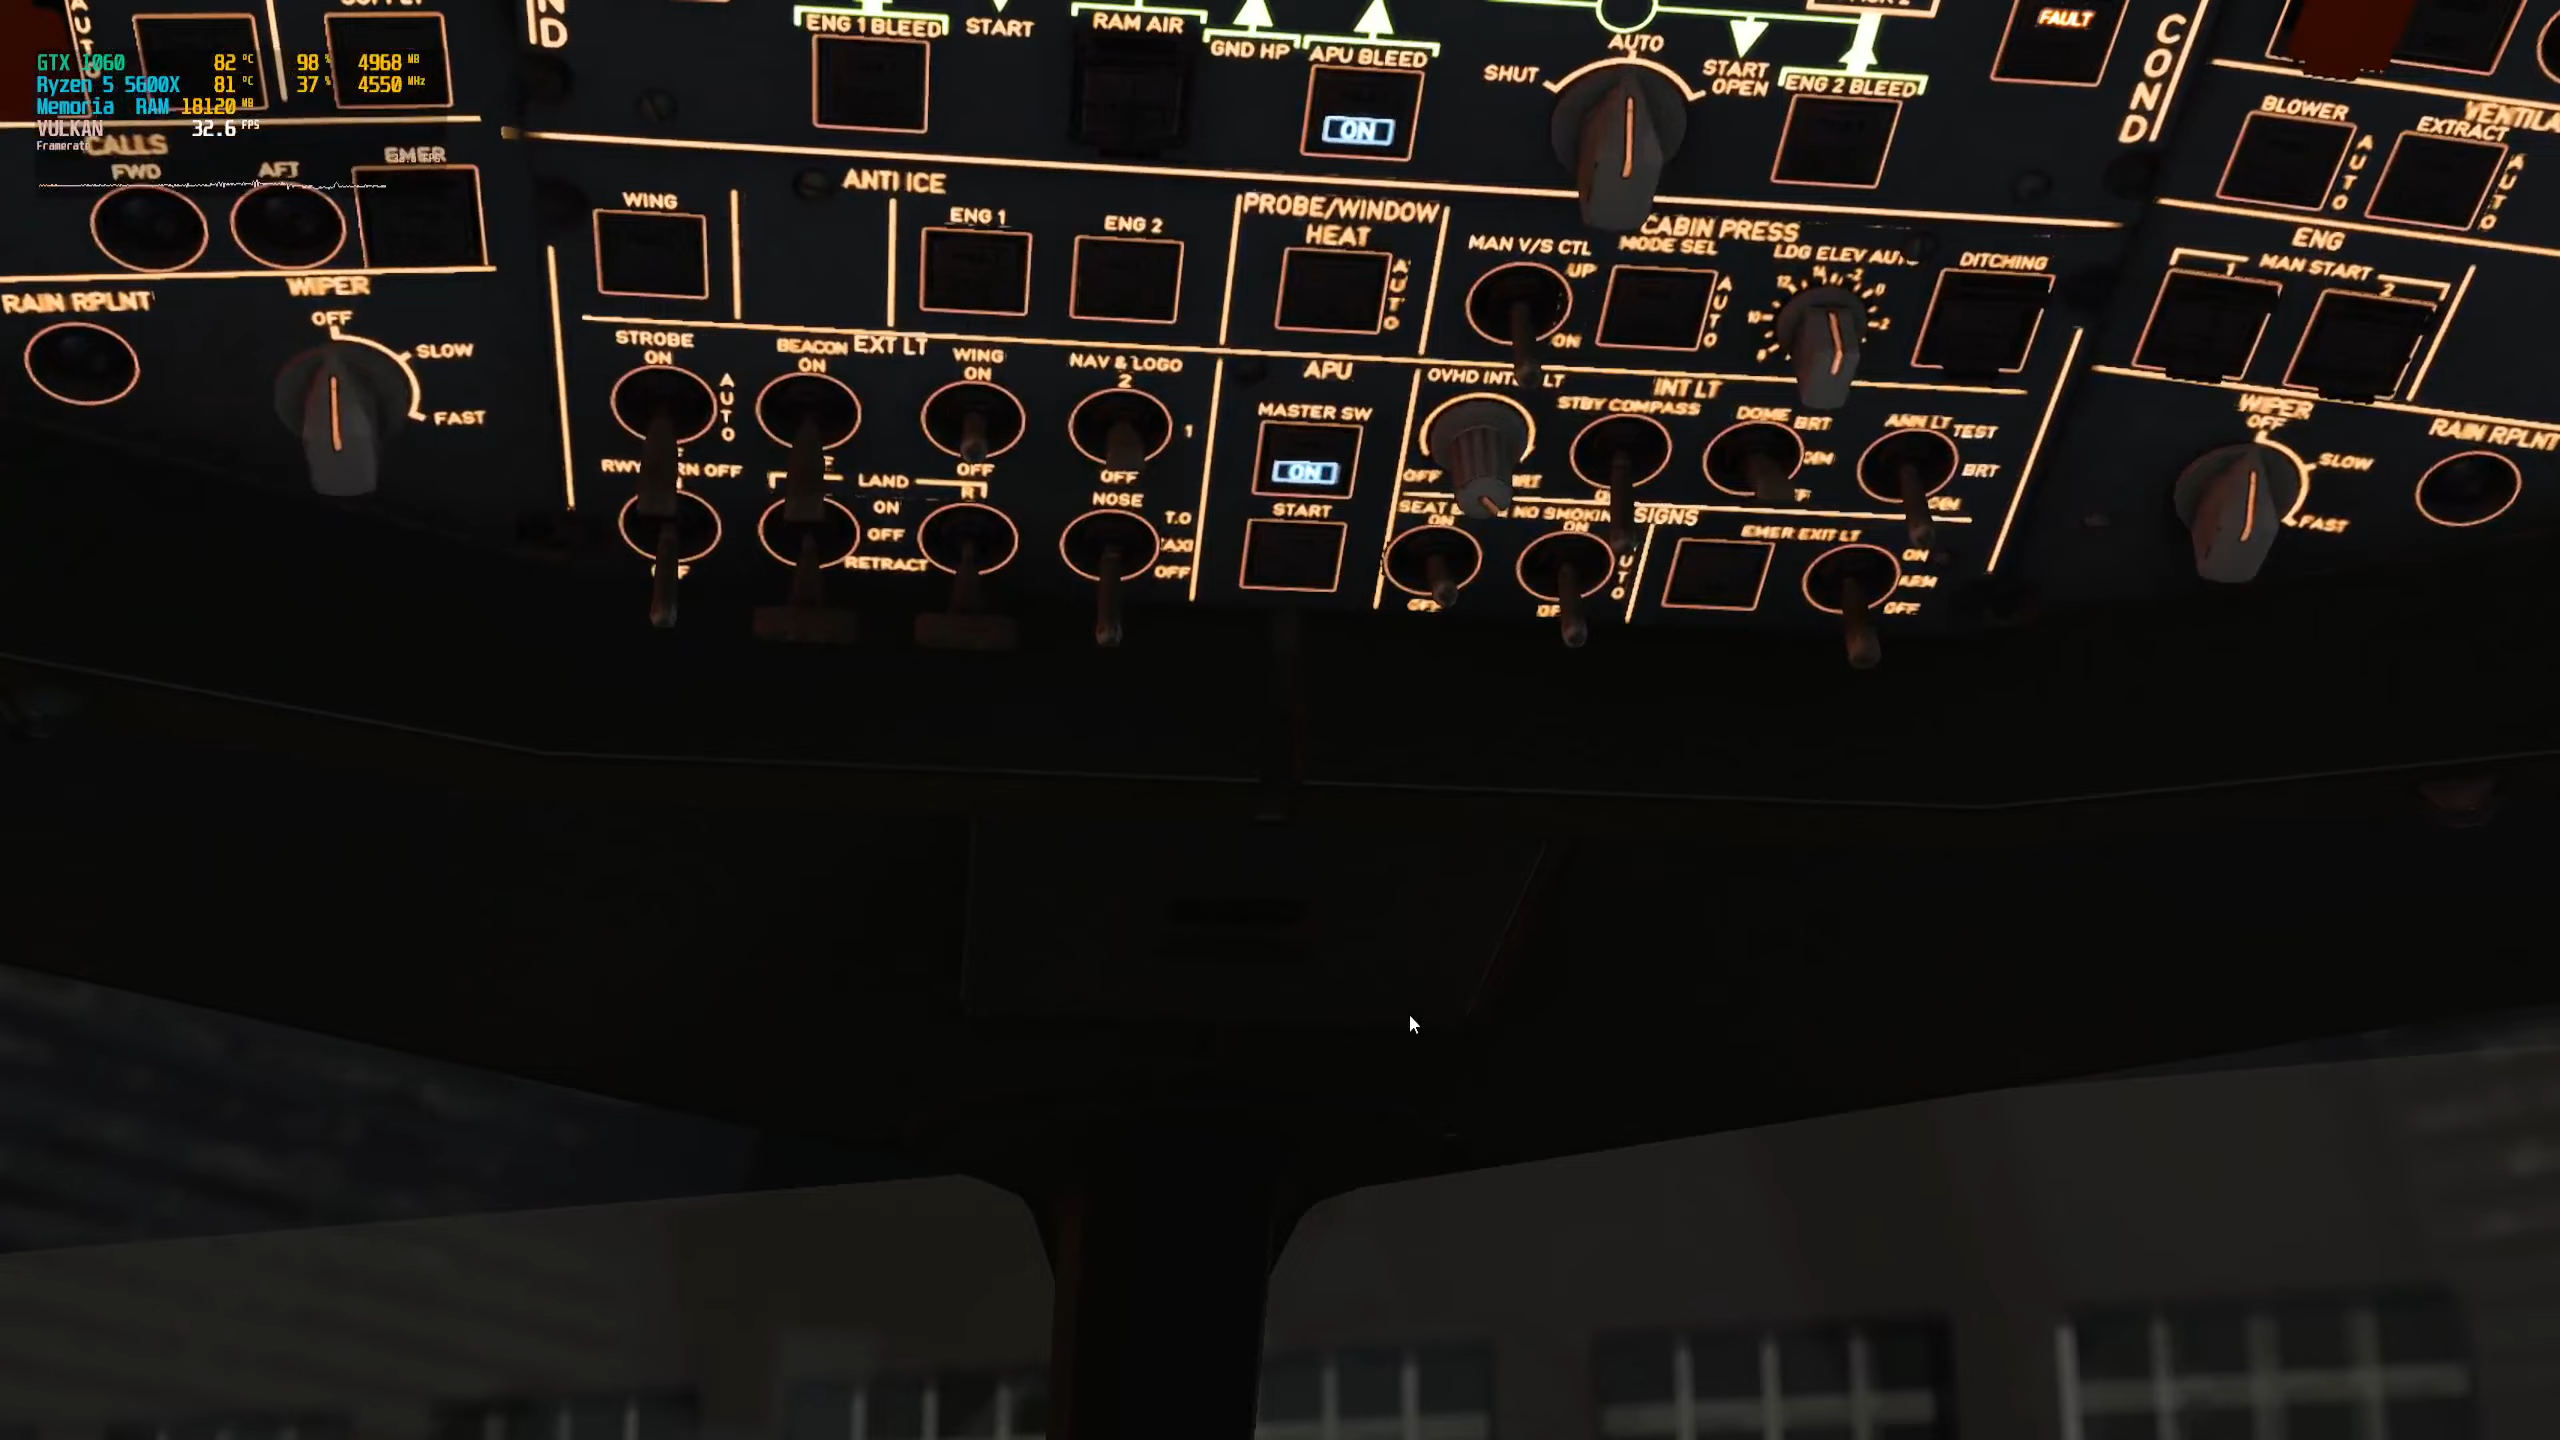 GTX 1060 82 °C 98 % 4968 MB
Ryzen 5 5600X 81 °C 37 % 4550 MHz
Memoria RAM 18120 MB
VULKAN 32.6 FPS
Framerate
CALLS
FWD AFT EMER
RAIN RPLNT
WIPER
OFF
SLOW
FAST
ENG 1 BLEED
START
RAM AIR
GND HP
APU BLEED
ON
SHUT
AUTO
START
OPEN
ENG 2 BLEED
FAULT
COND
BLOWER
AUTO
EXTRACT
AUTO
ANTI ICE
WING
ENG 1
ENG 2
PROBE/WINDOW
HEAT
AUTO
CABIN PRESS
MAN V/S CTL
UP
MODE SEL
AUTO
LDG ELEV
DITCHING
ENG
1 MAN START 2
EXT LT
STROBE
ON
AUTO
BEACON
ON
WING
ON
OFF
NAV & LOGO
2
1
OFF
RWY
OFF
LAND
R
ON
OFF
RETRACT
NOSE
T.O
OFF
APU
MASTER SW
ON
START
INT LT
OVHD
LT
OFF
STBY COMPASS
DOME
BRT
ANN LT
TEST
BRT
SIGNS
SEAT
ON
OFF
NO SMOKING
ON
EMER EXIT LT
ON
OFF
WIPER
OFF
SLOW
FAST
RAIN RPLNT